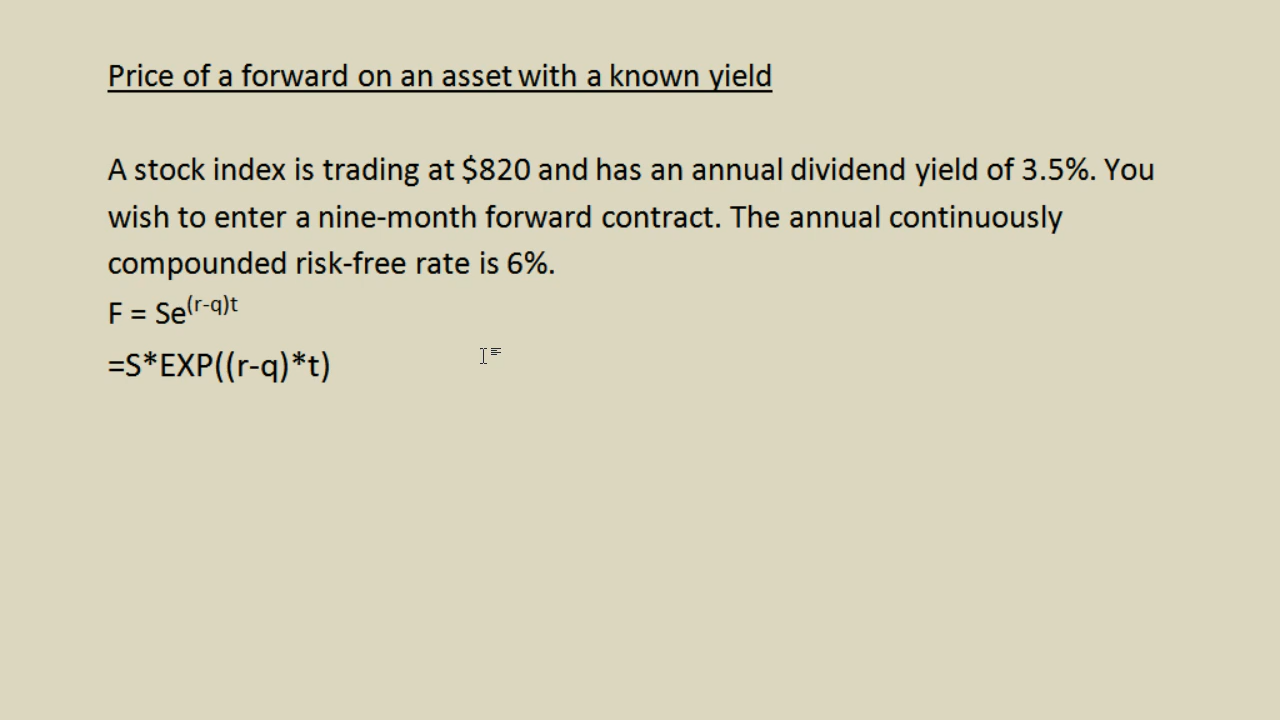 Price of a forward on an asset with a known yield
A stock index is trading at $820 and has an annual dividend yield of 3.5%. You
wish to enter a nine-month forward contract. The annual continuously
compounded risk-free rate is 6%.
F = Se^(r-q)t
=S*EXP((r-q)*t)